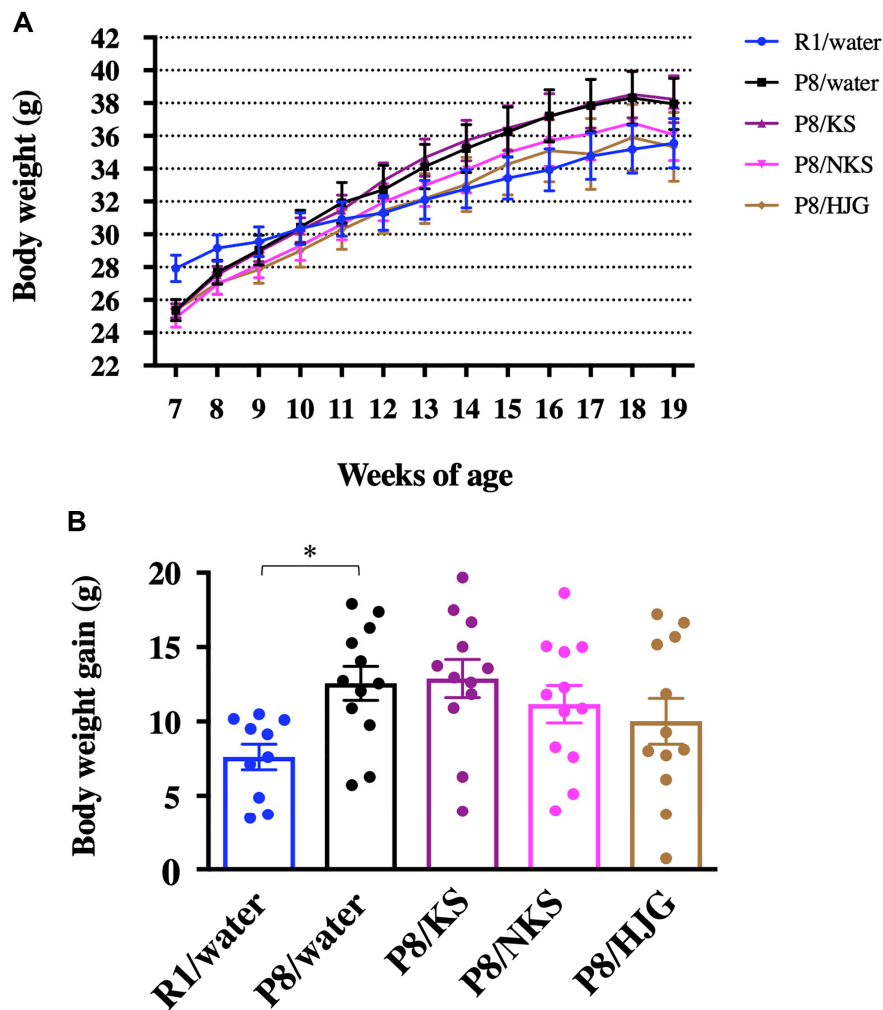 A
Body weight (g)
42
40
38
36
34
32
30
28
26
24
22
7 8 9 10 11 12 13 14 15 16 17 18 19
Weeks of age
R1/water
P8/water
P8/KS
P8/NKS
P8/HJG
B
Body weight gain (g)
20
15
10
5
0
*
R1/water
P8/water
P8/KS
P8/NKS
P8/HJG